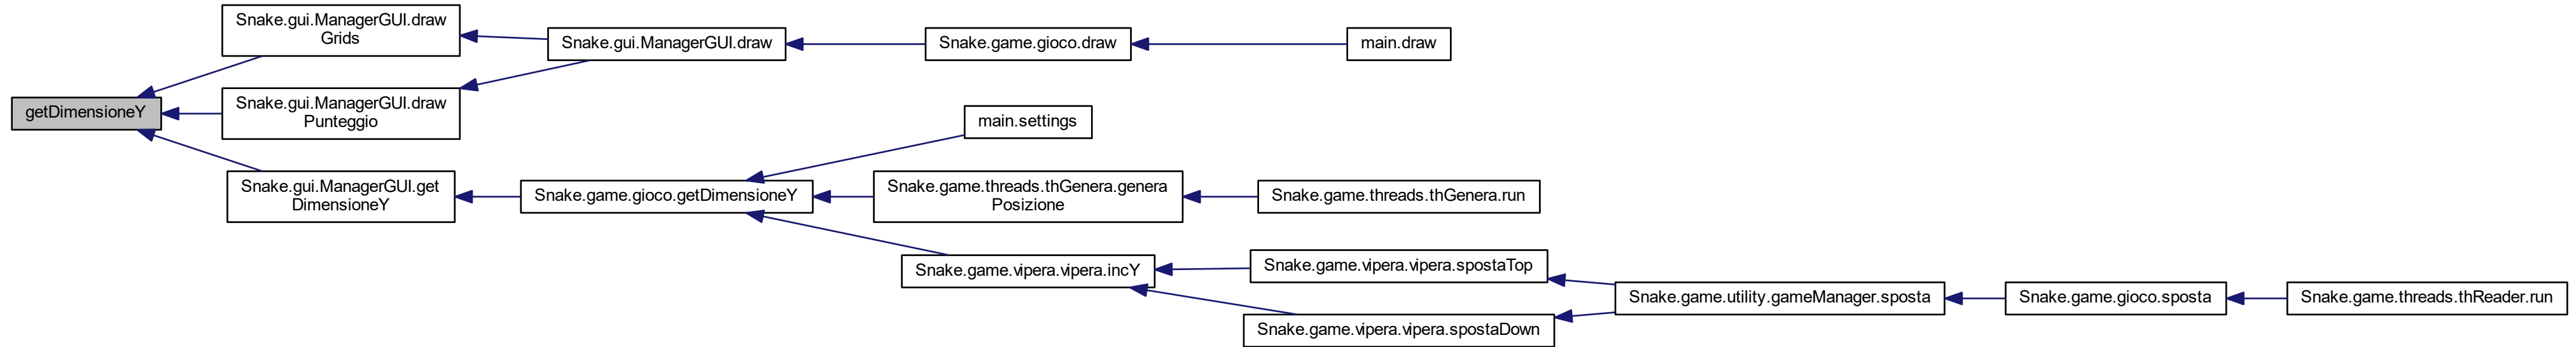 getDimensioneY
Snake.gui.ManagerGUI.draw
Grids
Snake.gui.ManagerGUI.draw
Punteggio
Snake.gui.ManagerGUI.get
DimensioneY
Snake.gui.ManagerGUI.draw
Snake.game.gioco.draw
main.draw
Snake.game.gioco.getDimensioneY
main.settings
Snake.game.threads.thGenera.genera
Posizione
Snake.game.threads.thGenera.run
Snake.game.vipera.vipera.incY
Snake.game.vipera.vipera.spostaTop
Snake.game.vipera.vipera.spostaDown
Snake.game.utility.gameManager.sposta
Snake.game.gioco.sposta
Snake.game.threads.thReader.run